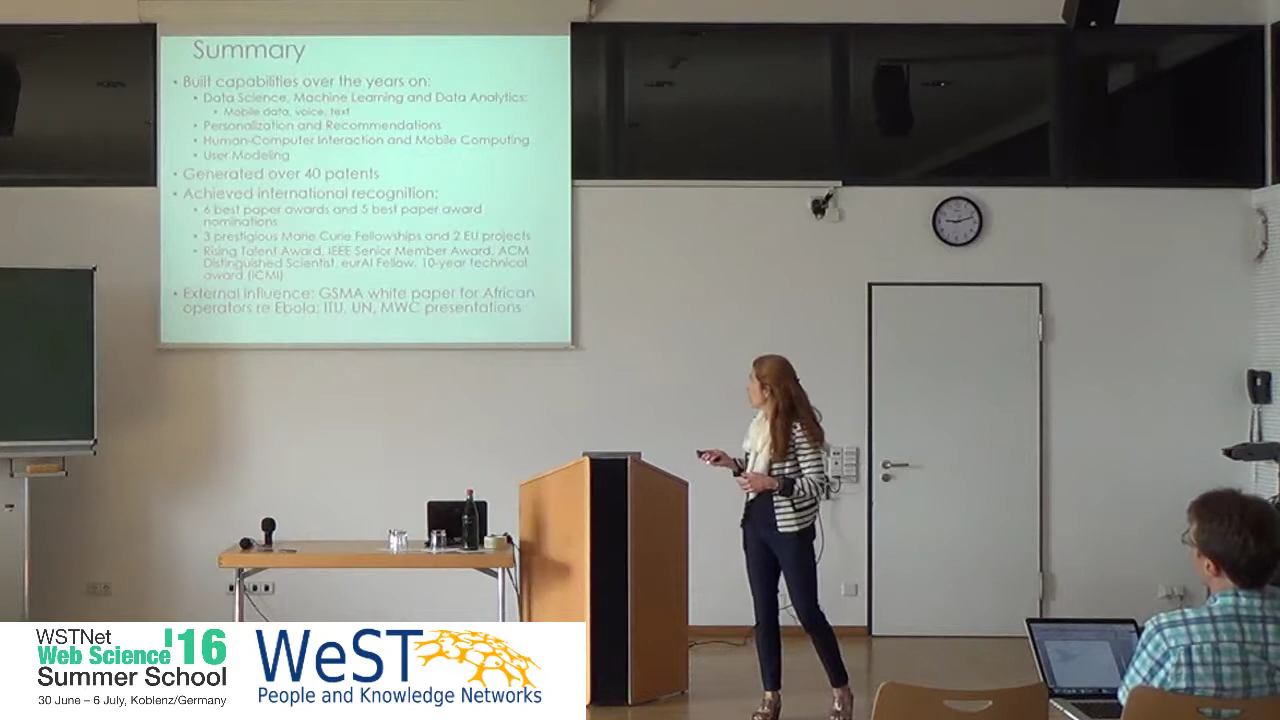 Summary
• Built capabilities over the years on:
• Data Science, Machine Learning and Data Analytics:
• Mobile data, voice, text
• Personalization and Recommendations
• Human-Computer Interaction and Mobile Computing
• User Modeling
• Generated over 40 patents
• Achieved international recognition:
• 6 best paper awards and 5 best paper award
nominations
• 3 prestigious Marie Curie Fellowships and 2 EU projects
• Rising Talent Award, IEEE Senior Member Award, ACM
Distinguished Scientist, eurAI Fellow, 10-year technical
award (ICMI)
• External influence: GSMA white paper for African
operators re Ebola; ITU, UN, MWC presentations
WSTNet
Web Science '16
Summer School
30 June – 6 July, Koblenz/Germany
WeST
People and Knowledge Networks